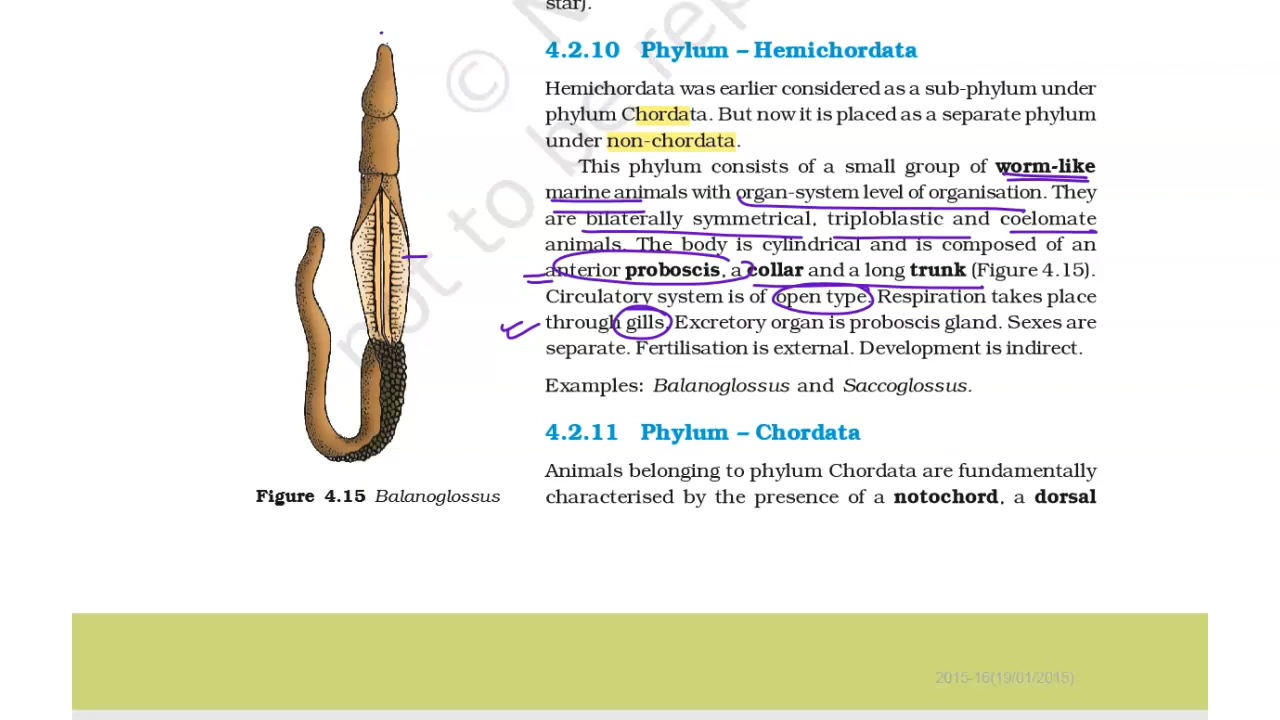 star).
4.2.10 Phylum – Hemichordata
Hemichordata was earlier considered as a sub-phylum under
phylum Chordata. But now it is placed as a separate phylum
under non-chordata.
This phylum consists of a small group of worm-like
marine animals with organ-system level of organisation. They
are bilaterally symmetrical, triploblastic and coelomate
animals. The body is cylindrical and is composed of an
anterior proboscis, a collar and a long trunk (Figure 4.15).
Circulatory system is of open type. Respiration takes place
through gills. Excretory organ is proboscis gland. Sexes are
separate. Fertilisation is external. Development is indirect.
Examples: Balanoglossus and Saccoglossus.
4.2.11 Phylum – Chordata
Animals belonging to phylum Chordata are fundamentally
characterised by the presence of a notochord, a dorsal
Figure 4.15 Balanoglossus
© N
not to be rep
2015-16(19/01/2015)